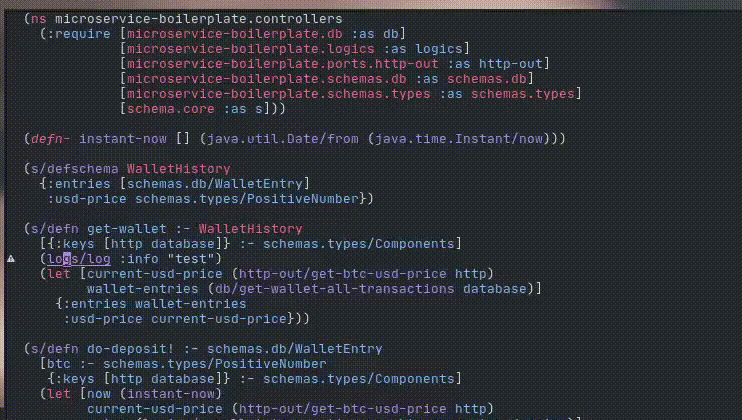 (ns microservice-boilerplate.controllers
  (:require [microservice-boilerplate.db :as db]
            [microservice-boilerplate.logics :as logics]
            [microservice-boilerplate.ports.http-out :as http-out]
            [microservice-boilerplate.schemas.db :as schemas.db]
            [microservice-boilerplate.schemas.types :as schemas.types]
            [schema.core :as s]))
(defn- instant-now [] (java.util.Date/from (java.time.Instant/now)))
(s/defschema WalletHistory
  {:entries [schemas.db/WalletEntry]
   :usd-price schemas.types/PositiveNumber})
(s/defn get-wallet :- WalletHistory
  [{:keys [http database]} :- schemas.types/Components]
  (logs/log :info "test")
  (let [current-usd-price (http-out/get-btc-usd-price http)
        wallet-entries (db/get-wallet-all-transactions database)]
    {:entries wallet-entries
     :usd-price current-usd-price}))
(s/defn do-deposit! :- schemas.db/WalletEntry
  [btc :- schemas.types/PositiveNumber
   {:keys [http database]} :- schemas.types/Components]
  (let [now (instant-now)
        current-usd-price (http-out/get-btc-usd-price http)